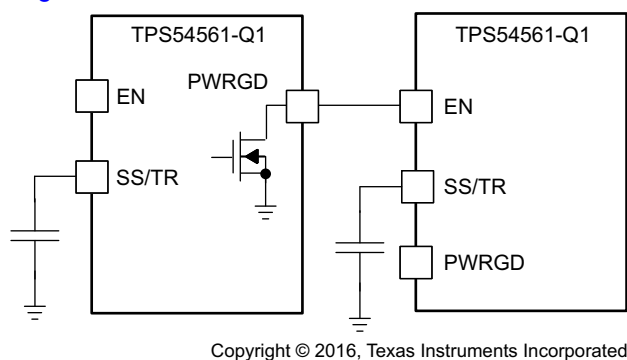 TPS54561-Q1
EN
PWRGD
SS/TR
TPS54561-Q1
EN
SS/TR
PWRGD
Copyright © 2016, Texas Instruments Incorporated